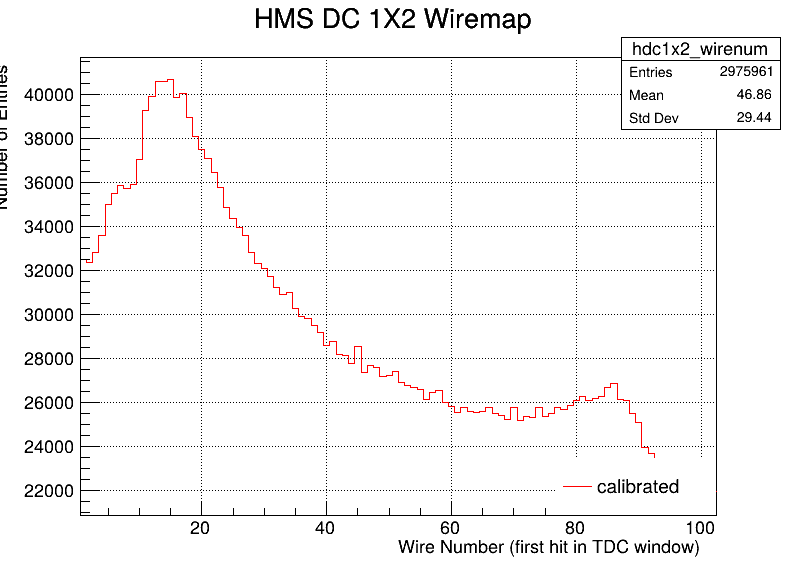 HMS DC 1X2 Wiremap
hdc1x2_wirenum
Entries 2975961
Mean 46.86
Std Dev 29.44
Number of Entries
40000
38000
36000
34000
32000
30000
28000
26000
24000
22000
calibrated
20 40 60 80 100
Wire Number (first hit in TDC window)